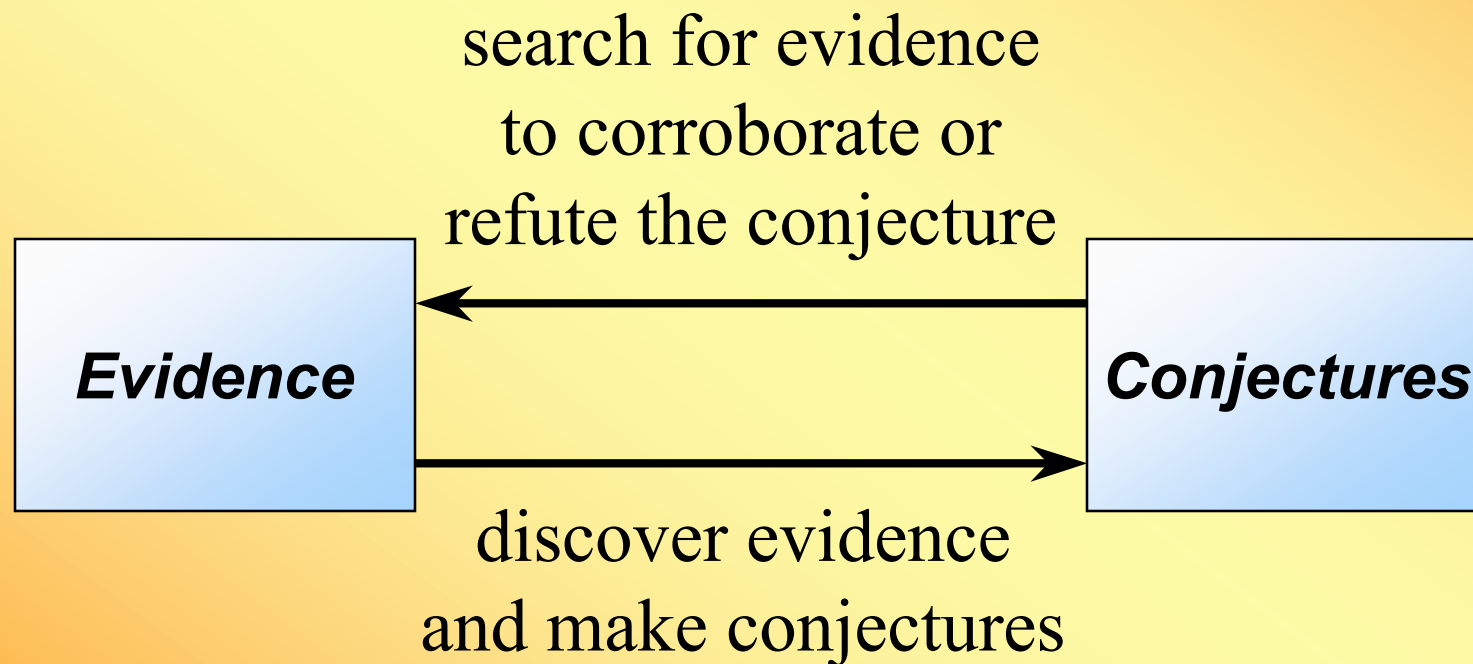 search for evidence
to corroborate or
refute the conjecture
Evidence
Conjectures
discover evidence
and make conjectures